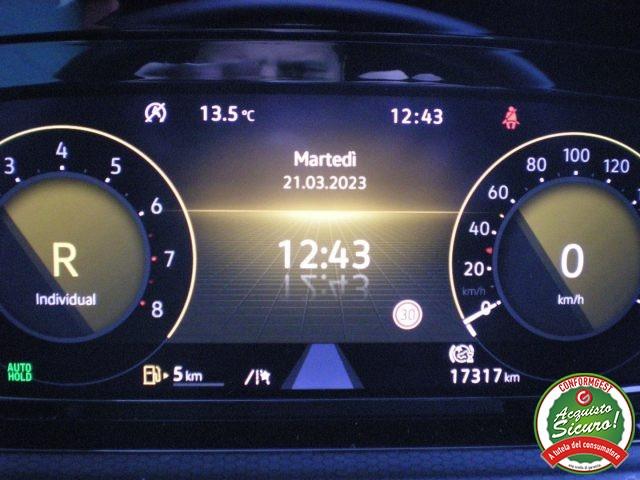 13.5 °C
12:43
Martedì
21.03.2023
12:43
3 4 5 6 7 8
R
Individual
0 20 40 60 80 100 120
km/h
0
km/h
30
AUTO HOLD
5 km
17317 km
CONFORMGEST
Acquisto
Sicuro!
A tutela del consumatore